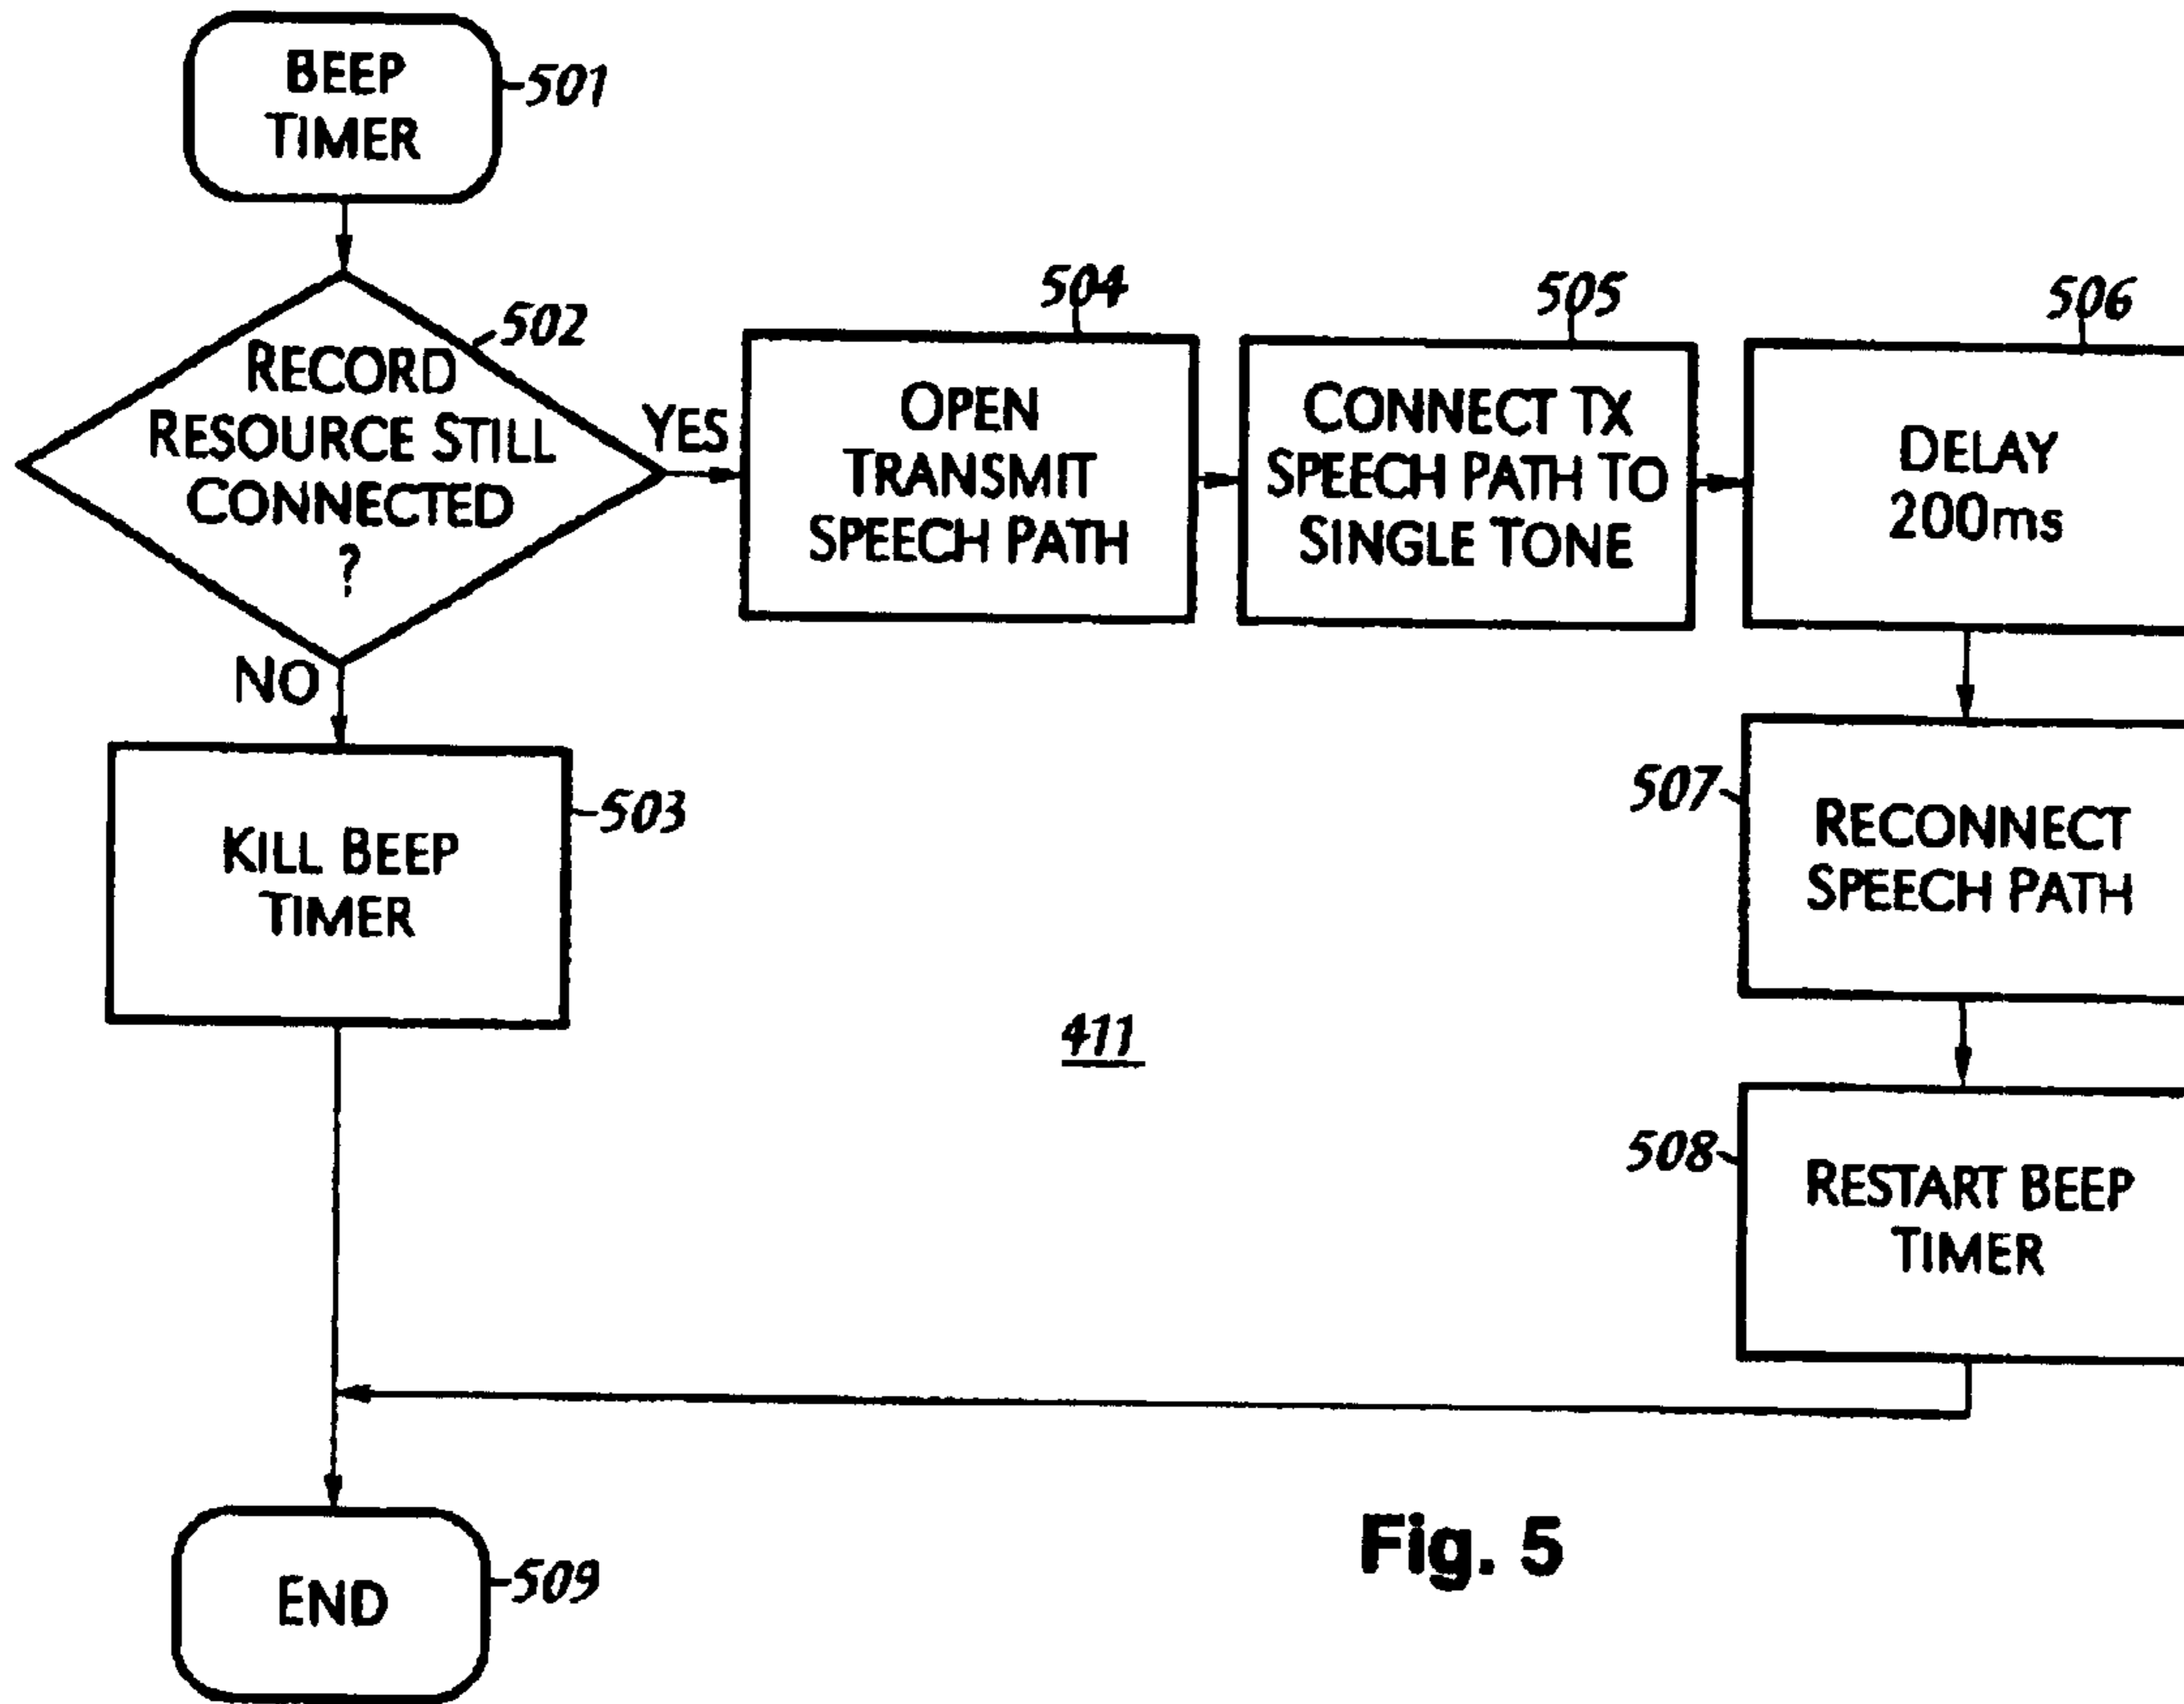 BEEP
TIMER
501
502
RECORD
RESOURCE STILL
CONNECTED
?
YES
NO
504
OPEN
TRANSMIT
SPEECH PATH
505
CONNECT TX
SPEECH PATH TO
SINGLE TONE
506
DELAY
200ms
503
KILL BEEP
TIMER
507
RECONNECT
SPEECH PATH
411
508
RESTART BEEP
TIMER
END
509
Fig. 5